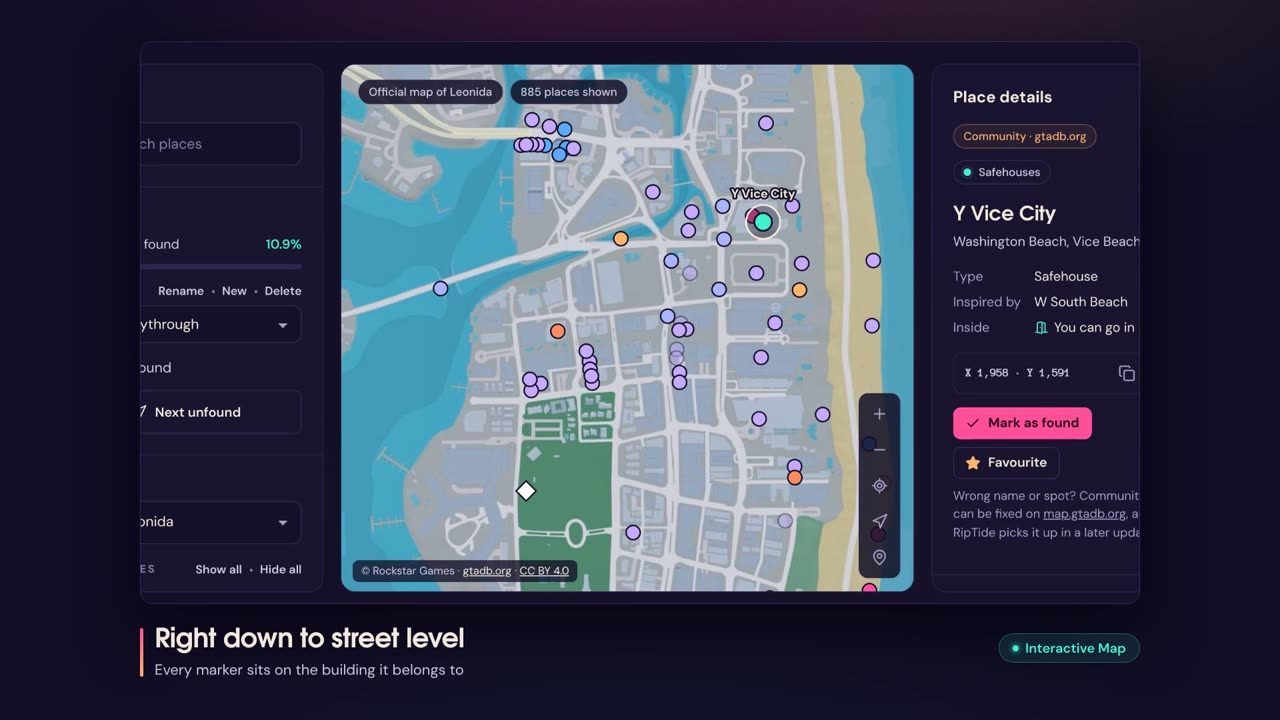 ch places
found
10.9%
Rename • New • Delete
ythrough
ound
Next unfound
onida
ES
Show all • Hide all
Official map of Leonida
885 places shown
Y Vice City
© Rockstar Games · gtadb.org · CC BY 4.0
Place details
Community · gtadb.org
Safehouses
Y Vice City
Washington Beach, Vice Beach
Type Safehouse
Inspired by W South Beach
Inside You can go in
X 1,958 · Y 1,591
Mark as found
Favourite
Wrong name or spot? Communit
can be fixed on map.gtadb.org, a
RipTide picks it up in a later upda
Right down to street level
Every marker sits on the building it belongs to
Interactive Map